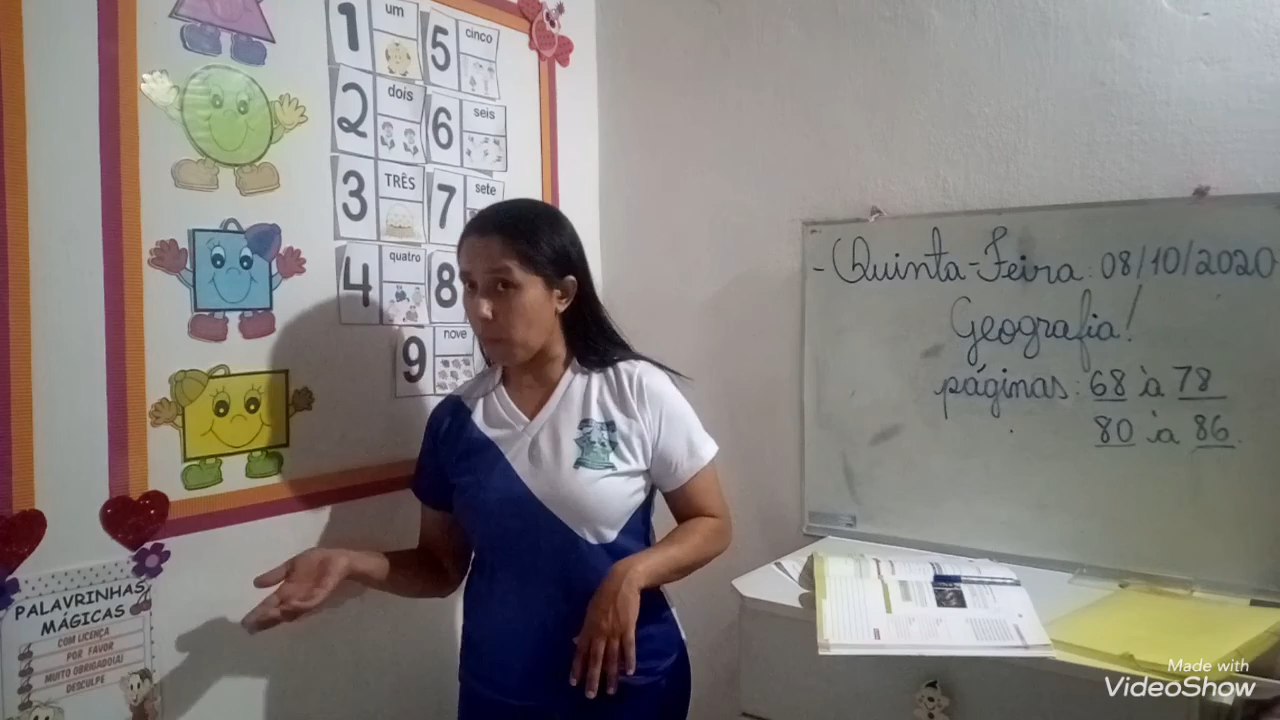 1 um
5 cinco
2 dois
6 seis
3 TRÊS
7 sete
4 quatro
8
9 nove
PALAVRINHAS
MÁGICAS
COM LICENÇA
POR FAVOR
MUITO OBRIGADO(A)
DESCULPE
- Quinta-Feira: 08/10/2020
Geografia!
páginas: 68 à 78
80 à 86.
Made with
VideoShow